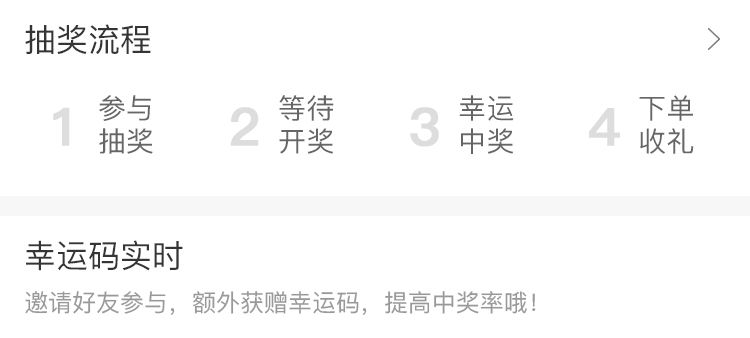 抽奖流程
1 参与 2 等待 3 幸运 4 下单
抽奖 开奖 中奖 收礼
幸运码实时
邀请好友参与，额外获赠幸运码，提高中奖率哦！